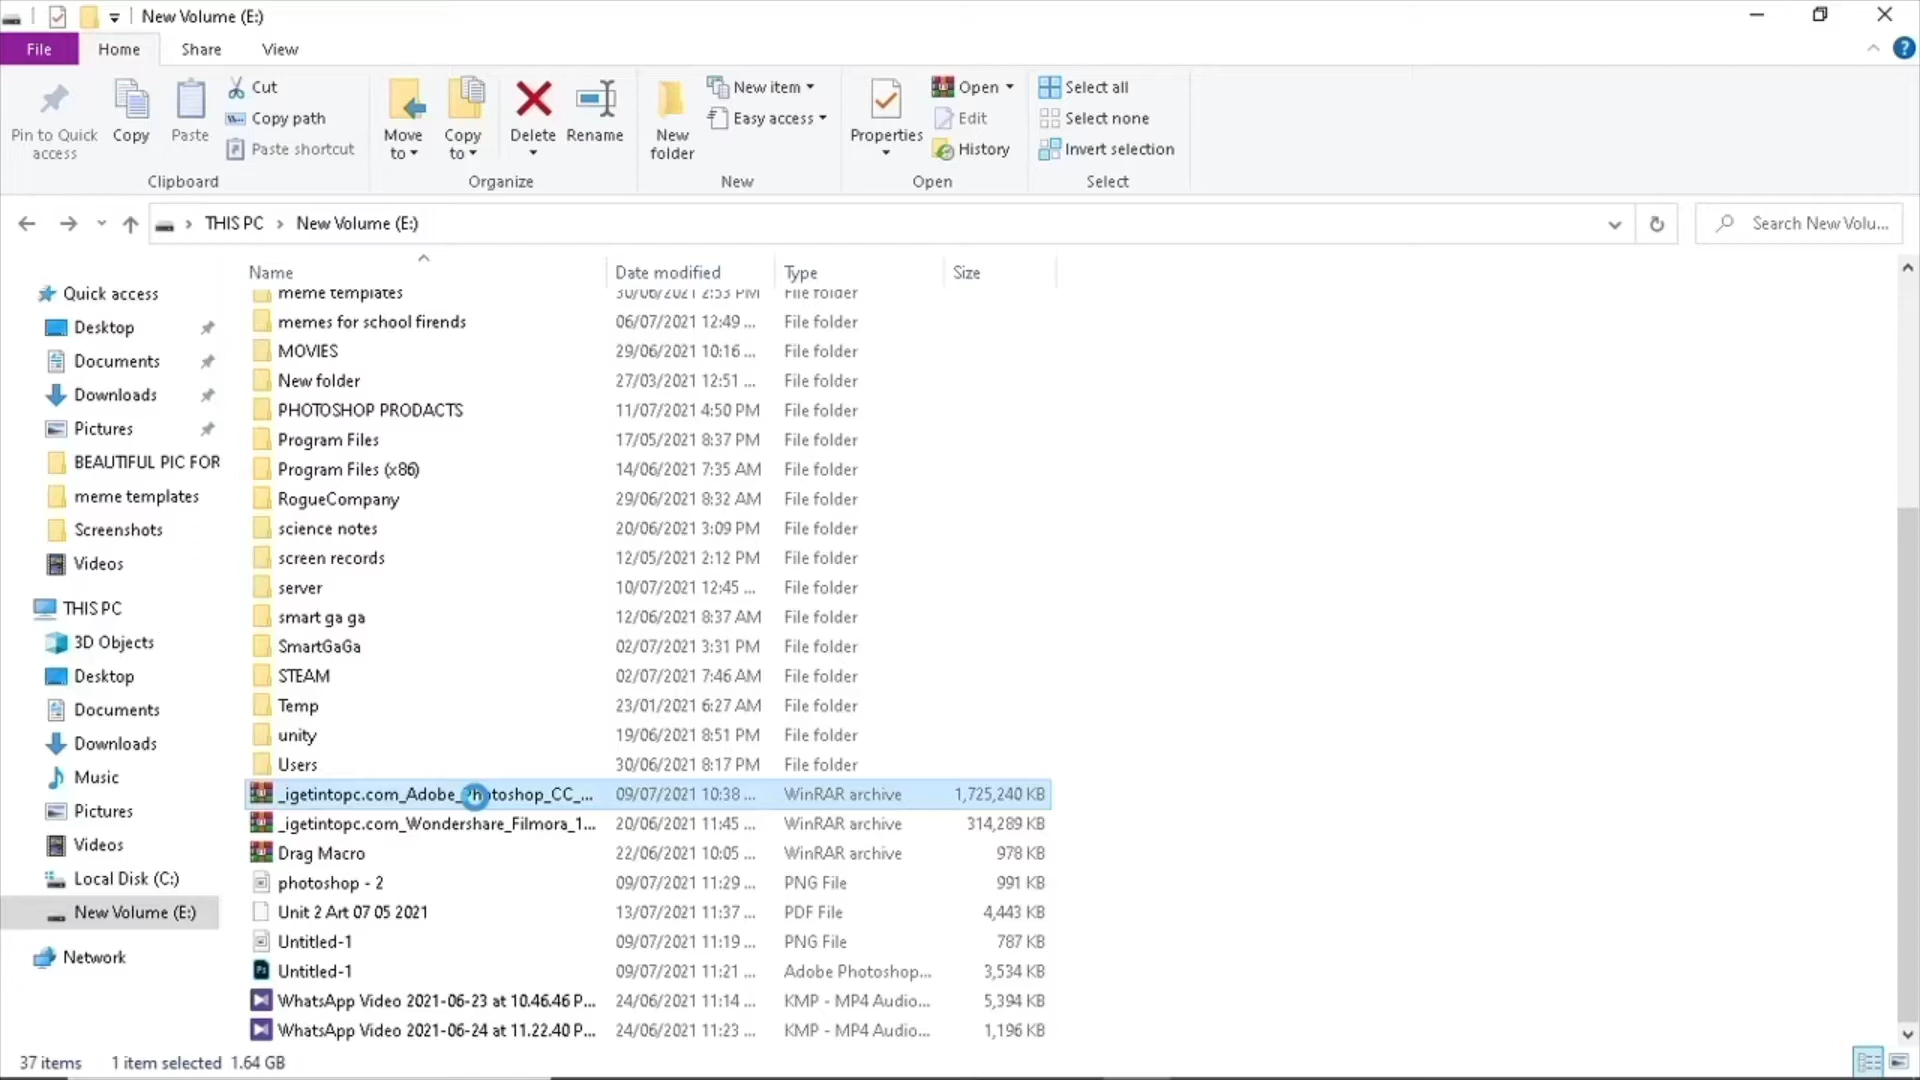 New Volume (E:)
File Home Share View
Pin to Quick access
Copy
Paste
Cut
Copy path
Paste shortcut
Clipboard
Move to
Copy to
Delete
Rename
Organize
New folder
New item
Easy access
New
Properties
Open
Edit
History
Open
Select all
Select none
Invert selection
Select
THIS PC › New Volume (E:)
Search New Volu...
Quick access
Desktop
Documents
Downloads
Pictures
BEAUTIFUL PIC FOR
meme templates
Screenshots
Videos
THIS PC
3D Objects
Desktop
Documents
Downloads
Music
Pictures
Videos
Local Disk (C:)
New Volume (E:)
Network
Name Date modified Type Size
meme templates 30/06/2021 2:53 PM File folder
memes for school firends 06/07/2021 12:49 ... File folder
MOVIES 29/06/2021 10:16 ... File folder
New folder 27/03/2021 12:51 ... File folder
PHOTOSHOP PRODACTS 11/07/2021 4:50 PM File folder
Program Files 17/05/2021 8:37 PM File folder
Program Files (x86) 14/06/2021 7:35 AM File folder
RogueCompany 29/06/2021 8:32 AM File folder
science notes 20/06/2021 3:09 PM File folder
screen records 12/05/2021 2:12 PM File folder
server 10/07/2021 12:45 ... File folder
smart ga ga 12/06/2021 8:37 AM File folder
SmartGaGa 02/07/2021 3:31 PM File folder
STEAM 02/07/2021 7:46 AM File folder
Temp 23/01/2021 6:27 AM File folder
unity 19/06/2021 8:51 PM File folder
Users 30/06/2021 8:17 PM File folder
_igetintopc.com_Adobe_Photoshop_CC_... 09/07/2021 10:38 ... WinRAR archive 1,725,240 KB
_igetintopc.com_Wondershare_Filmora_1... 20/06/2021 11:45 ... WinRAR archive 314,289 KB
Drag Macro 22/06/2021 10:05 ... WinRAR archive 978 KB
photoshop - 2 09/07/2021 11:29 ... PNG File 991 KB
Unit 2 Art 07 05 2021 13/07/2021 11:37 ... PDF File 4,443 KB
Untitled-1 09/07/2021 11:19 ... PNG File 787 KB
Untitled-1 09/07/2021 11:21 ... Adobe Photoshop... 3,534 KB
WhatsApp Video 2021-06-23 at 10.46.46 P... 24/06/2021 11:14 ... KMP - MP4 Audio... 5,394 KB
WhatsApp Video 2021-06-24 at 11.22.40 P... 24/06/2021 11:23 ... KMP - MP4 Audio... 1,196 KB
37 items 1 item selected 1.64 GB